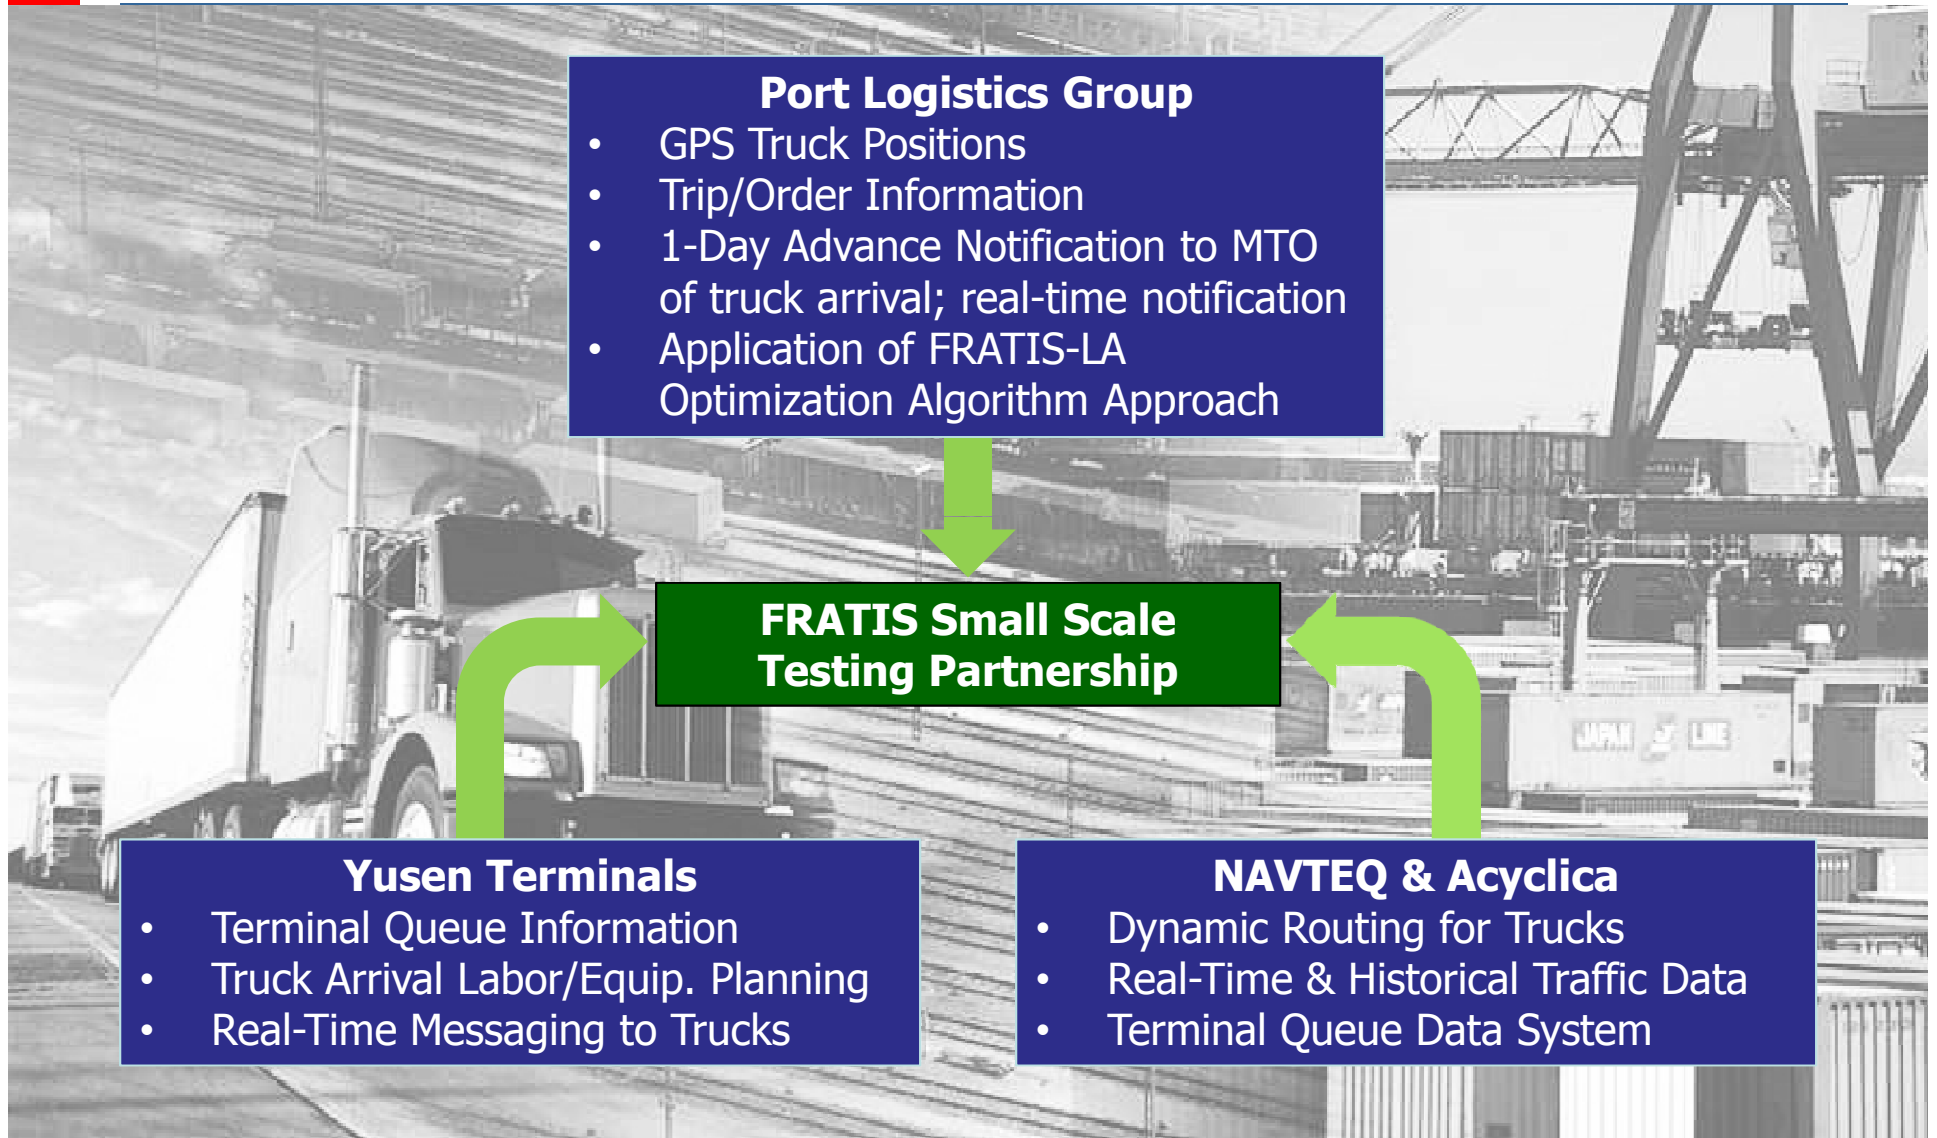 Port Logistics Group
• GPS Truck Positions
• Trip/Order Information
• 1-Day Advance Notification to MTO
of truck arrival; real-time notification
• Application of FRATIS-LA
Optimization Algorithm Approach
FRATIS Small Scale
Testing Partnership
JAPAN LINE
Yusen Terminals
• Terminal Queue Information
• Truck Arrival Labor/Equip. Planning
• Real-Time Messaging to Trucks
NAVTEQ & Acyclica
• Dynamic Routing for Trucks
• Real-Time & Historical Traffic Data
• Terminal Queue Data System